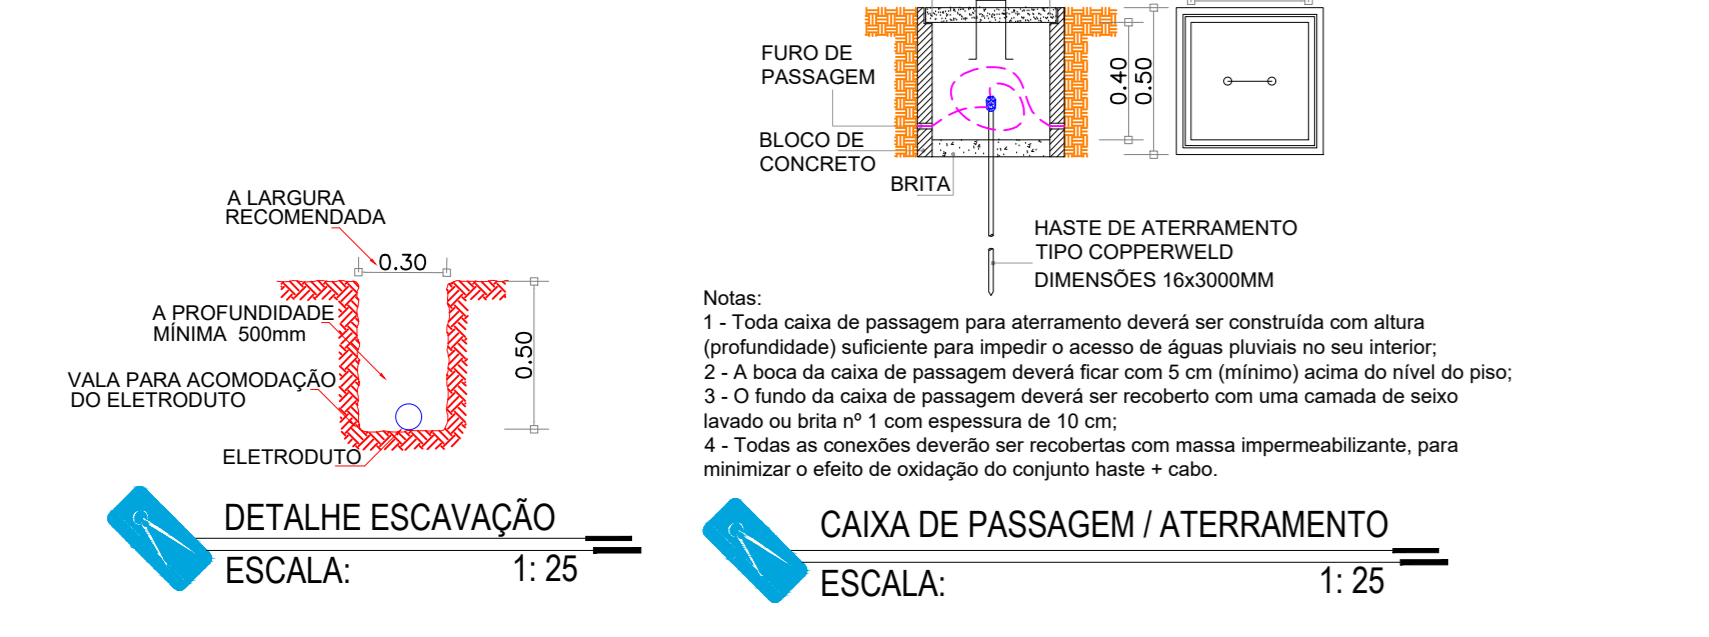 A LARGURA
RECOMENDADA
0.30
A PROFUNDIDADE
MÍNIMA 500mm
0.50
VALA PARA ACOMODAÇÃO
DO ELETRODUTO
ELETRODUTO
DETALHE ESCAVAÇÃO
ESCALA: 1: 25
FURO DE
PASSAGEM
BLOCO DE
CONCRETO
BRITA
0.40
0.50
HASTE DE ATERRAMENTO
TIPO COPPERWELD
DIMENSÕES 16x3000MM
Notas:
1 - Toda caixa de passagem para aterramento deverá ser construída com altura
(profundidade) suficiente para impedir o acesso de águas pluviais no seu interior;
2 - A boca da caixa de passagem deverá ficar com 5 cm (mínimo) acima do nível do piso;
3 - O fundo da caixa de passagem deverá ser recoberto com uma camada de seixo
lavado ou brita nº 1 com espessura de 10 cm;
4 - Todas as conexões deverão ser recobertas com massa impermeabilizante, para
minimizar o efeito de oxidação do conjunto haste + cabo.
CAIXA DE PASSAGEM / ATERRAMENTO
ESCALA: 1: 25